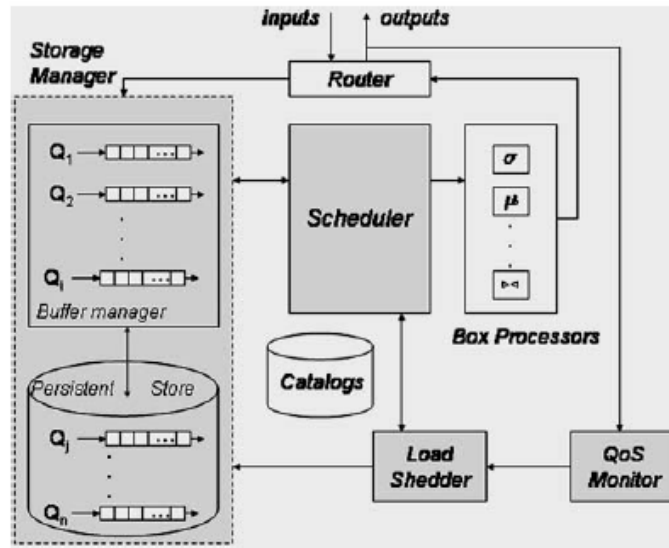 inputs
outputs
Storage
Manager
Router
Q1
Q2
Qi
Buffer manager
Scheduler
σ
μ
⋈
Box Processors
Persistent Store
Catalogs
Qj
Qn
Load
Shedder
QoS
Monitor